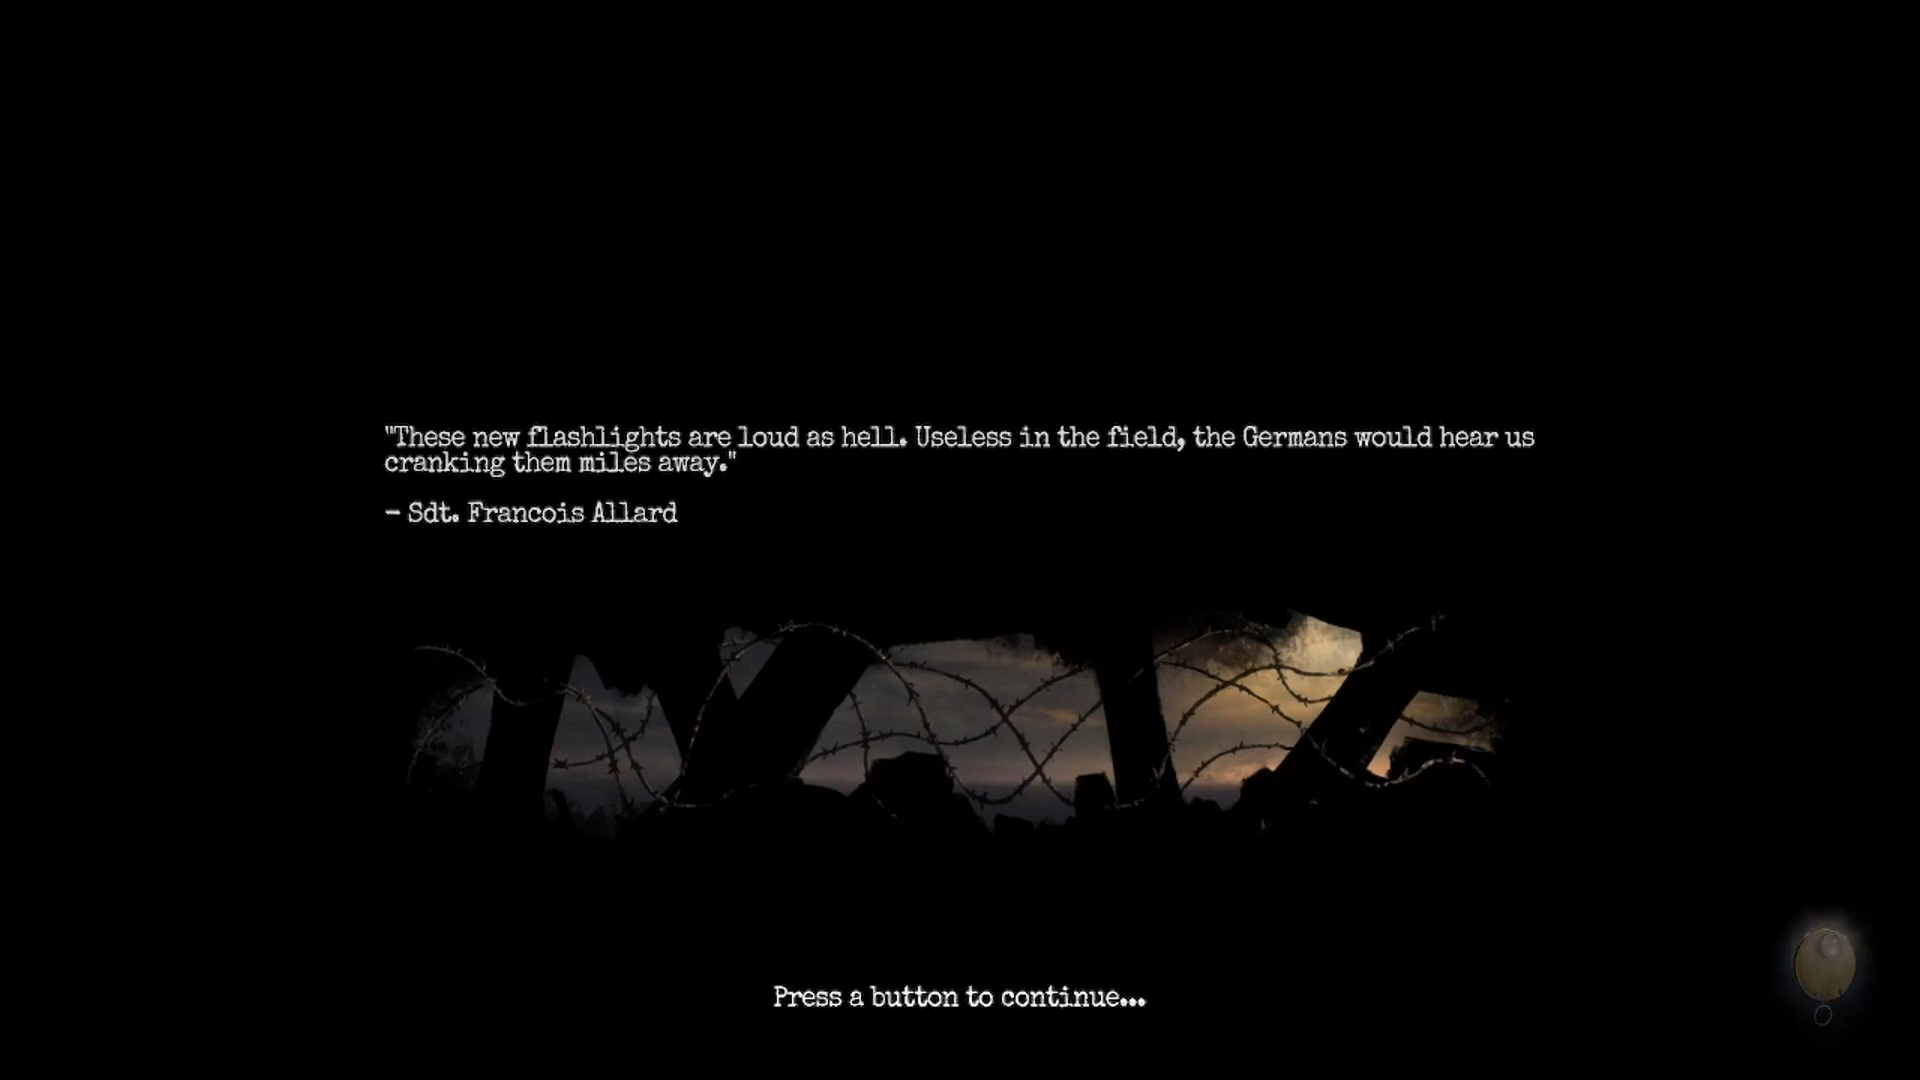 "These new flashlights are loud as hell. Useless in the field, the Germans would hear us
cranking them miles away."
- Sdt. Francois Allard
Press a button to continue...